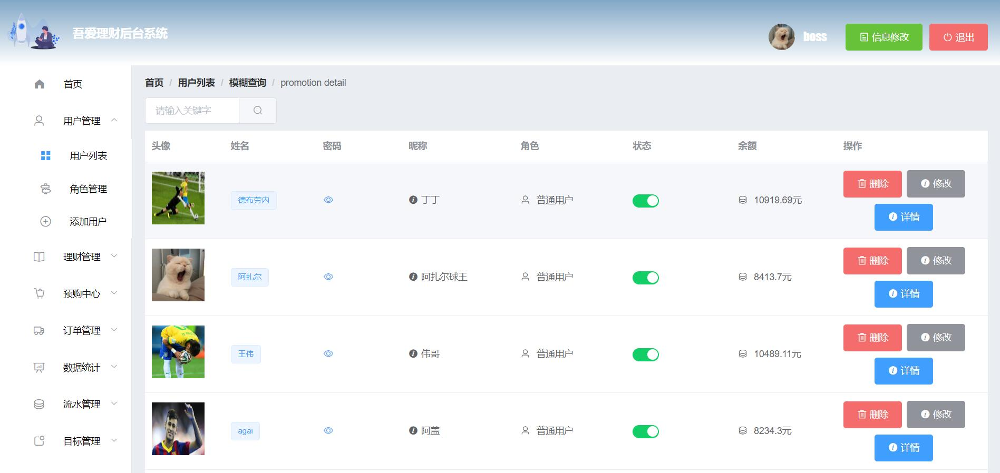 吾爱理财后台系统
boss
信息修改
退出
首页
用户管理
用户列表
角色管理
添加用户
理财管理
预购中心
订单管理
数据统计
流水管理
目标管理
首页 / 用户列表 / 模糊查询 / promotion detail
请输入关键字
头像 姓名 密码 昵称 角色 状态 余额 操作
德布劳内 丁丁 普通用户 10919.69元 删除 修改
详情
阿扎尔 阿扎尔球王 普通用户 8413.7元 删除 修改
详情
王伟 伟哥 普通用户 10489.11元 删除 修改
详情
agai 阿盖 普通用户 8234.3元 删除 修改
详情